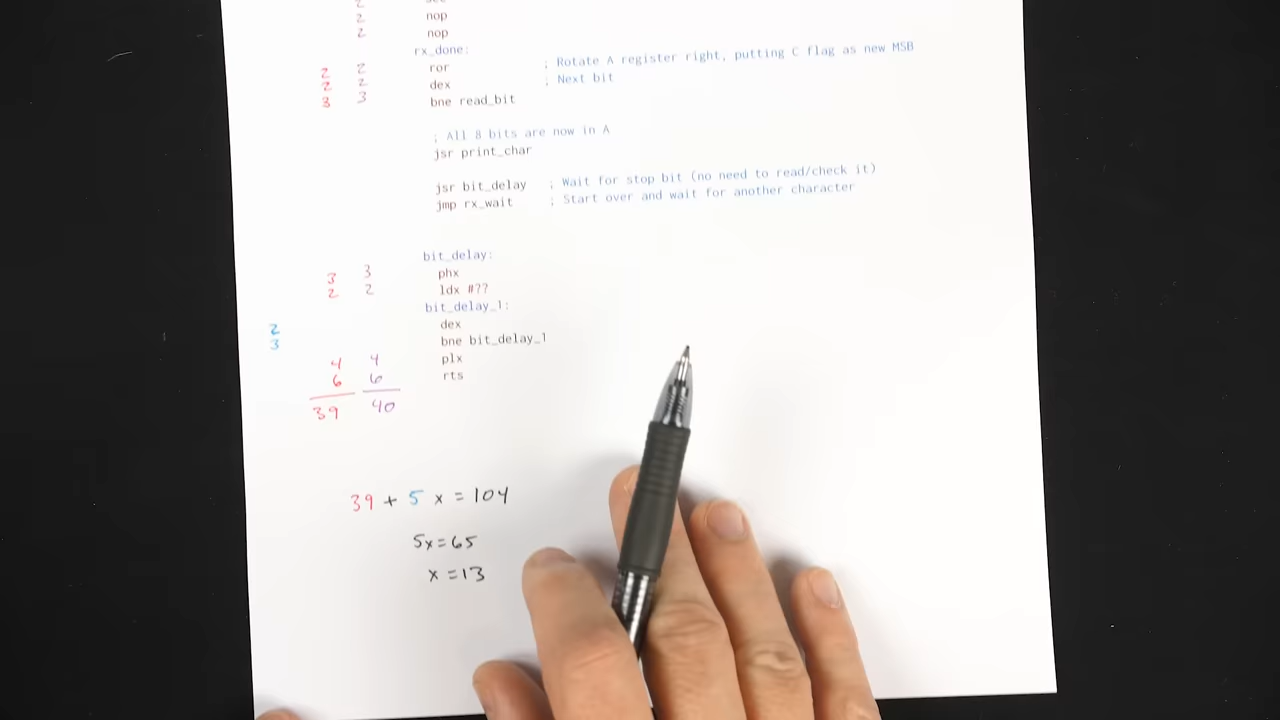 2
2 nop
2 nop
rx_done:
2 2 ror ; Rotate A register right, putting C flag as new MSB
2 2 dex ; Next bit
3 3 bne read_bit
; All 8 bits are now in A
jsr print_char
jsr bit_delay ; Wait for stop bit (no need to read/check it)
jmp rx_wait ; Start over and wait for another character
bit_delay:
3 3 phx
2 2 ldx #??
bit_delay_1:
2 dex
3 bne bit_delay_1
4 4 plx
6 6 rts
39 40
39 + 5 x = 104
5x=65
x=13